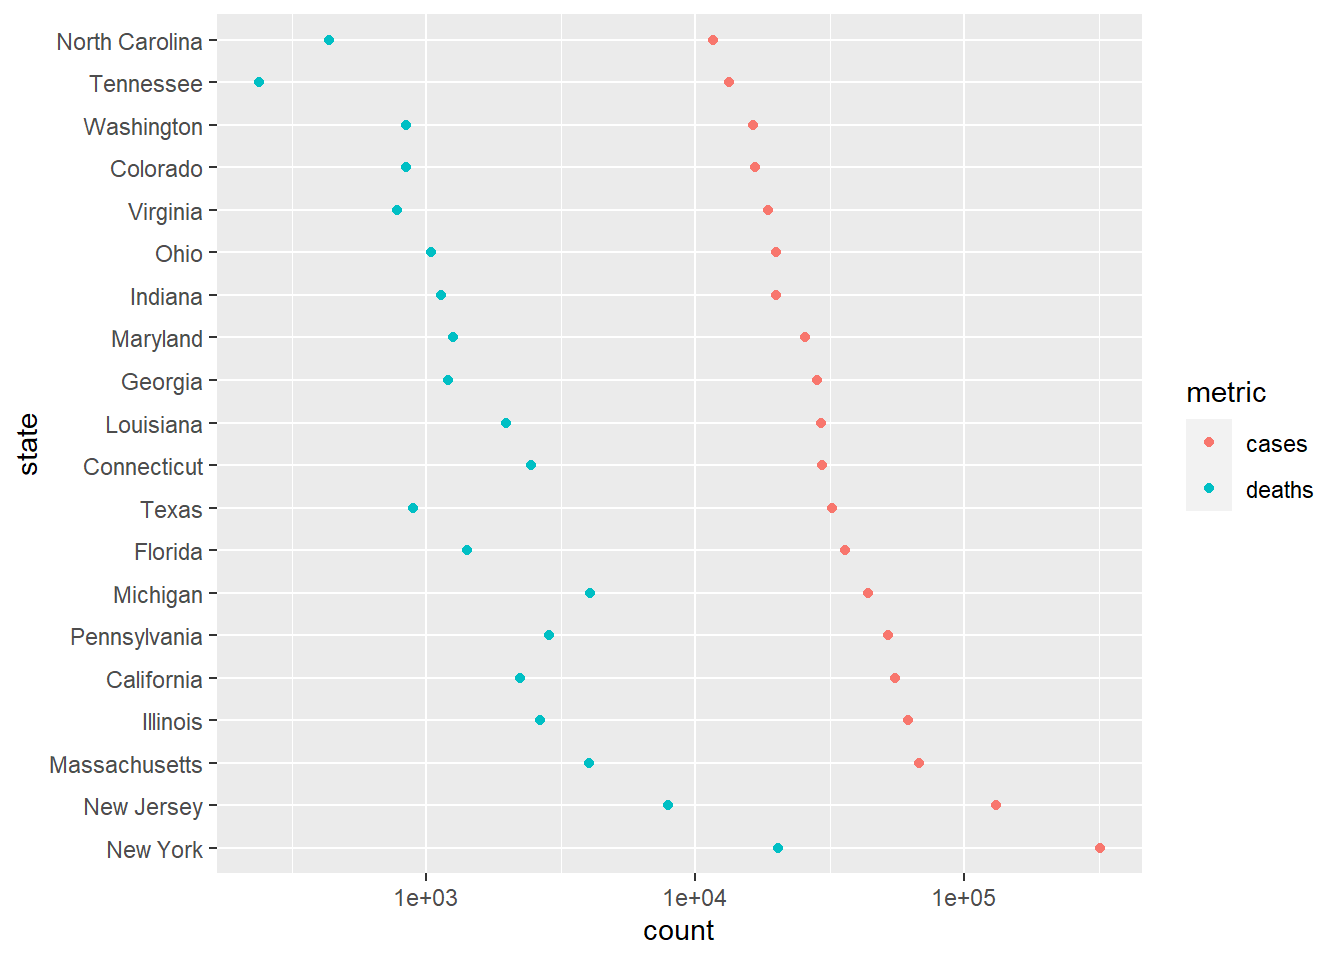 North Carolina
Tennessee
Washington
Colorado
Virginia
Ohio
Indiana
Maryland
Georgia
Louisiana
Connecticut
Texas
Florida
Michigan
Pennsylvania
California
Illinois
Massachusetts
New Jersey
New York
state
1e+03 1e+04 1e+05
count
metric
cases
deaths